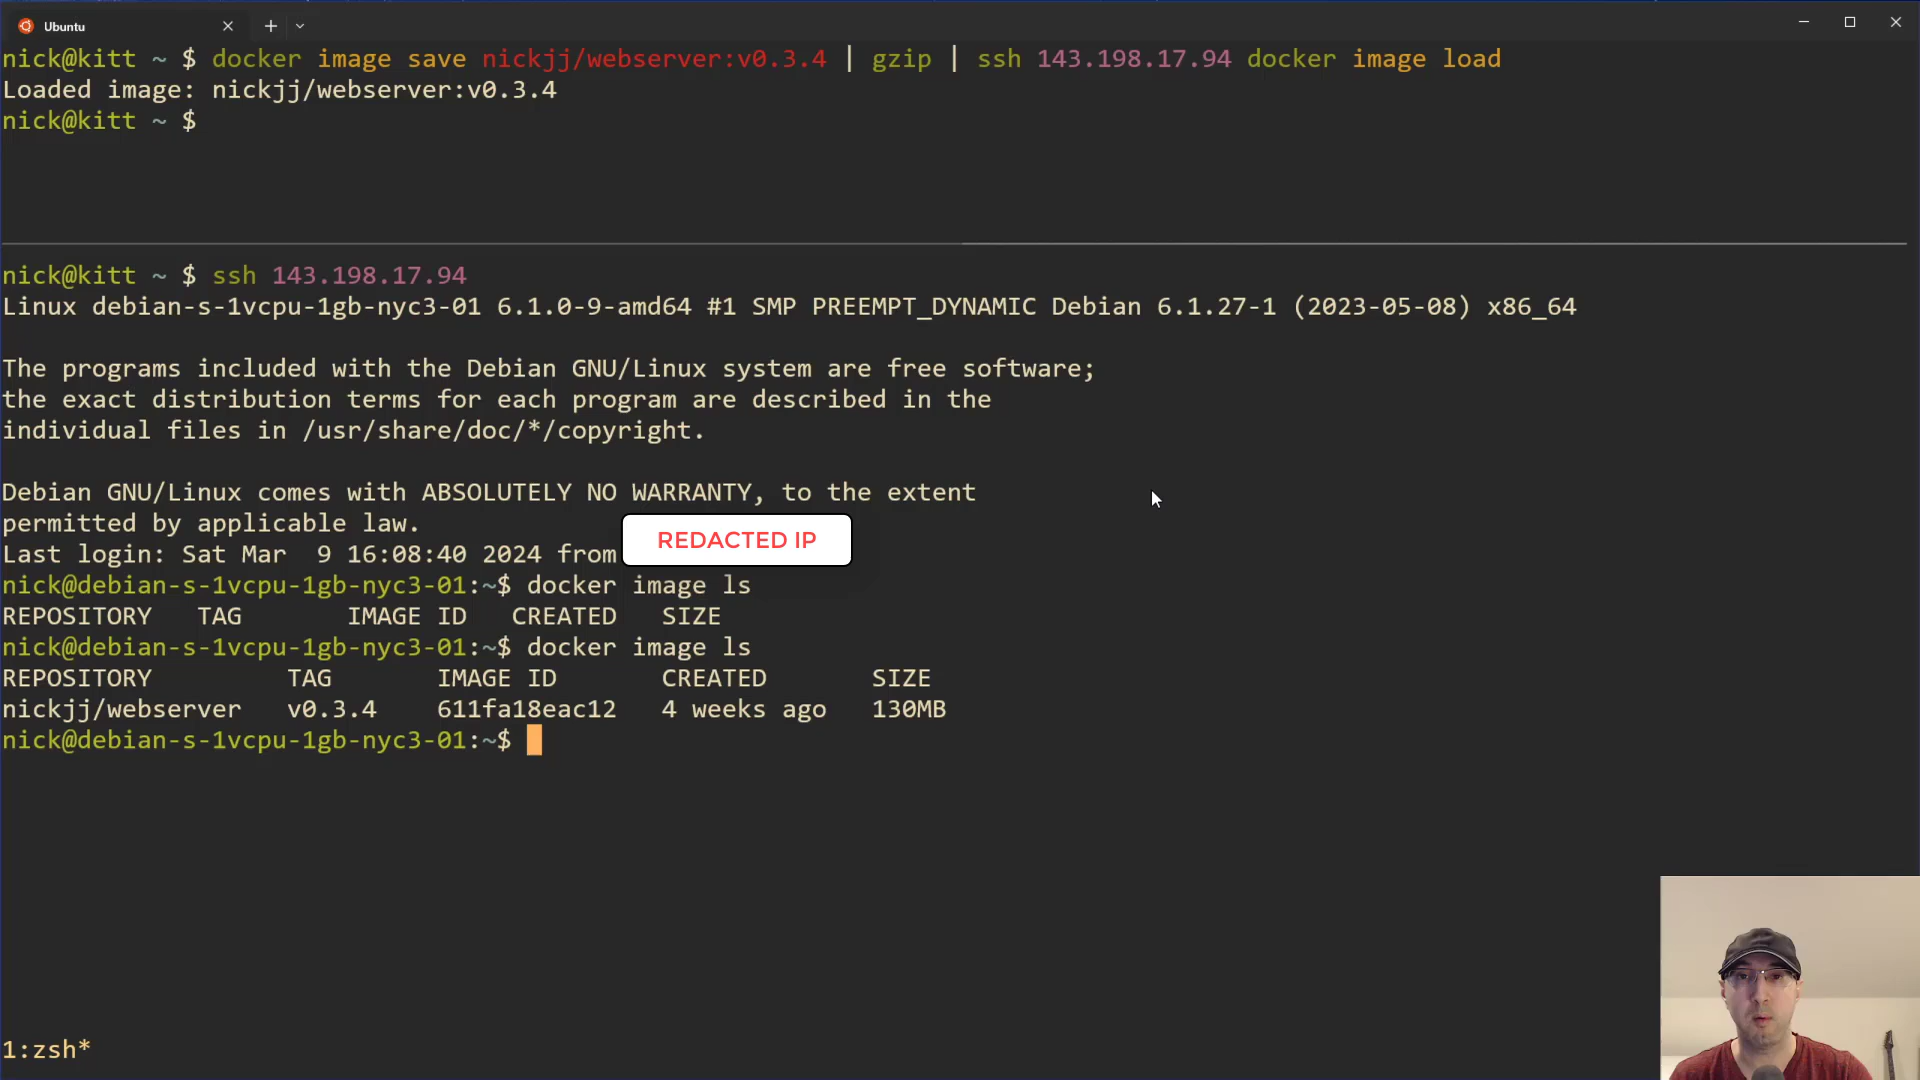 Ubuntu
nick@kitt ~ $ docker image save nickjj/webserver:v0.3.4 | gzip | ssh 143.198.17.94 docker image load
Loaded image: nickjj/webserver:v0.3.4
nick@kitt ~ $
nick@kitt ~ $ ssh 143.198.17.94
Linux debian-s-1vcpu-1gb-nyc3-01 6.1.0-9-amd64 #1 SMP PREEMPT_DYNAMIC Debian 6.1.27-1 (2023-05-08) x86_64
The programs included with the Debian GNU/Linux system are free software;
the exact distribution terms for each program are described in the
individual files in /usr/share/doc/*/copyright.
Debian GNU/Linux comes with ABSOLUTELY NO WARRANTY, to the extent
permitted by applicable law.
Last login: Sat Mar  9 16:08:40 2024 from REDACTED IP
nick@debian-s-1vcpu-1gb-nyc3-01:~$ docker image ls
REPOSITORY   TAG       IMAGE ID   CREATED   SIZE
nick@debian-s-1vcpu-1gb-nyc3-01:~$ docker image ls
REPOSITORY         TAG       IMAGE ID       CREATED       SIZE
nickjj/webserver   v0.3.4    611fa18eac12   4 weeks ago   130MB
nick@debian-s-1vcpu-1gb-nyc3-01:~$
1:zsh*